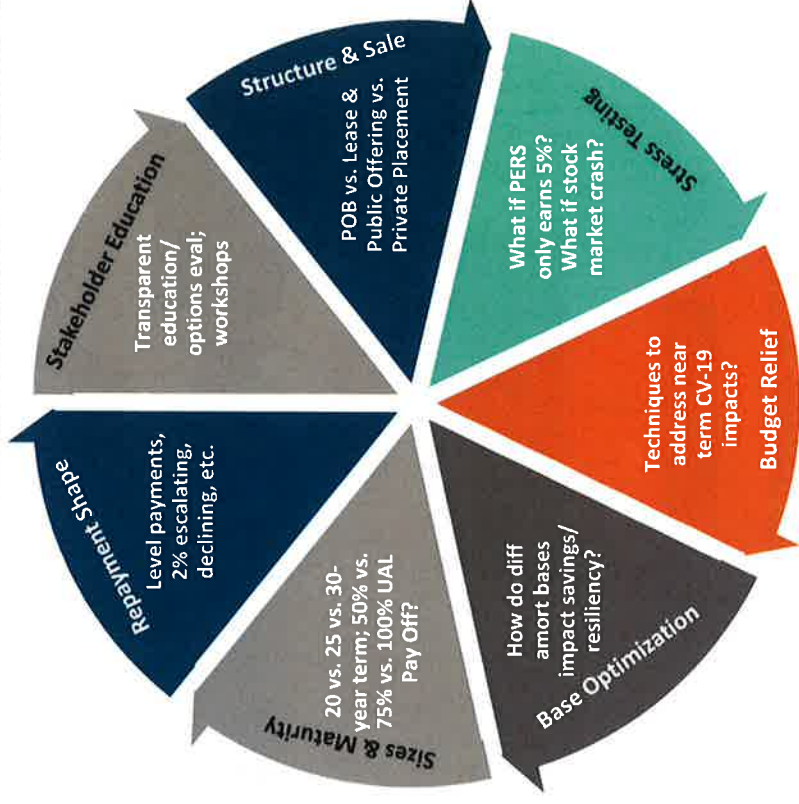 Structure & Sale
POB vs. Lease &
Public Offering vs.
Private Placement
Stress Testing
What if PERS
only earns 5%?
What if stock
market crash?
Techniques to
address near
term CV-19
impacts?
Budget Relief
How do diff
amort bases
impact savings/
resiliency?
Base Optimization
20 vs. 25 vs. 30-
year term; 50% vs.
75% vs. 100% UAL
Pay Off?
Sizes & Maturity
Repayment Shape
Level payments,
2% escalating,
declining, etc.
Stakeholder Education
Transparent
education/
options eval;
workshops